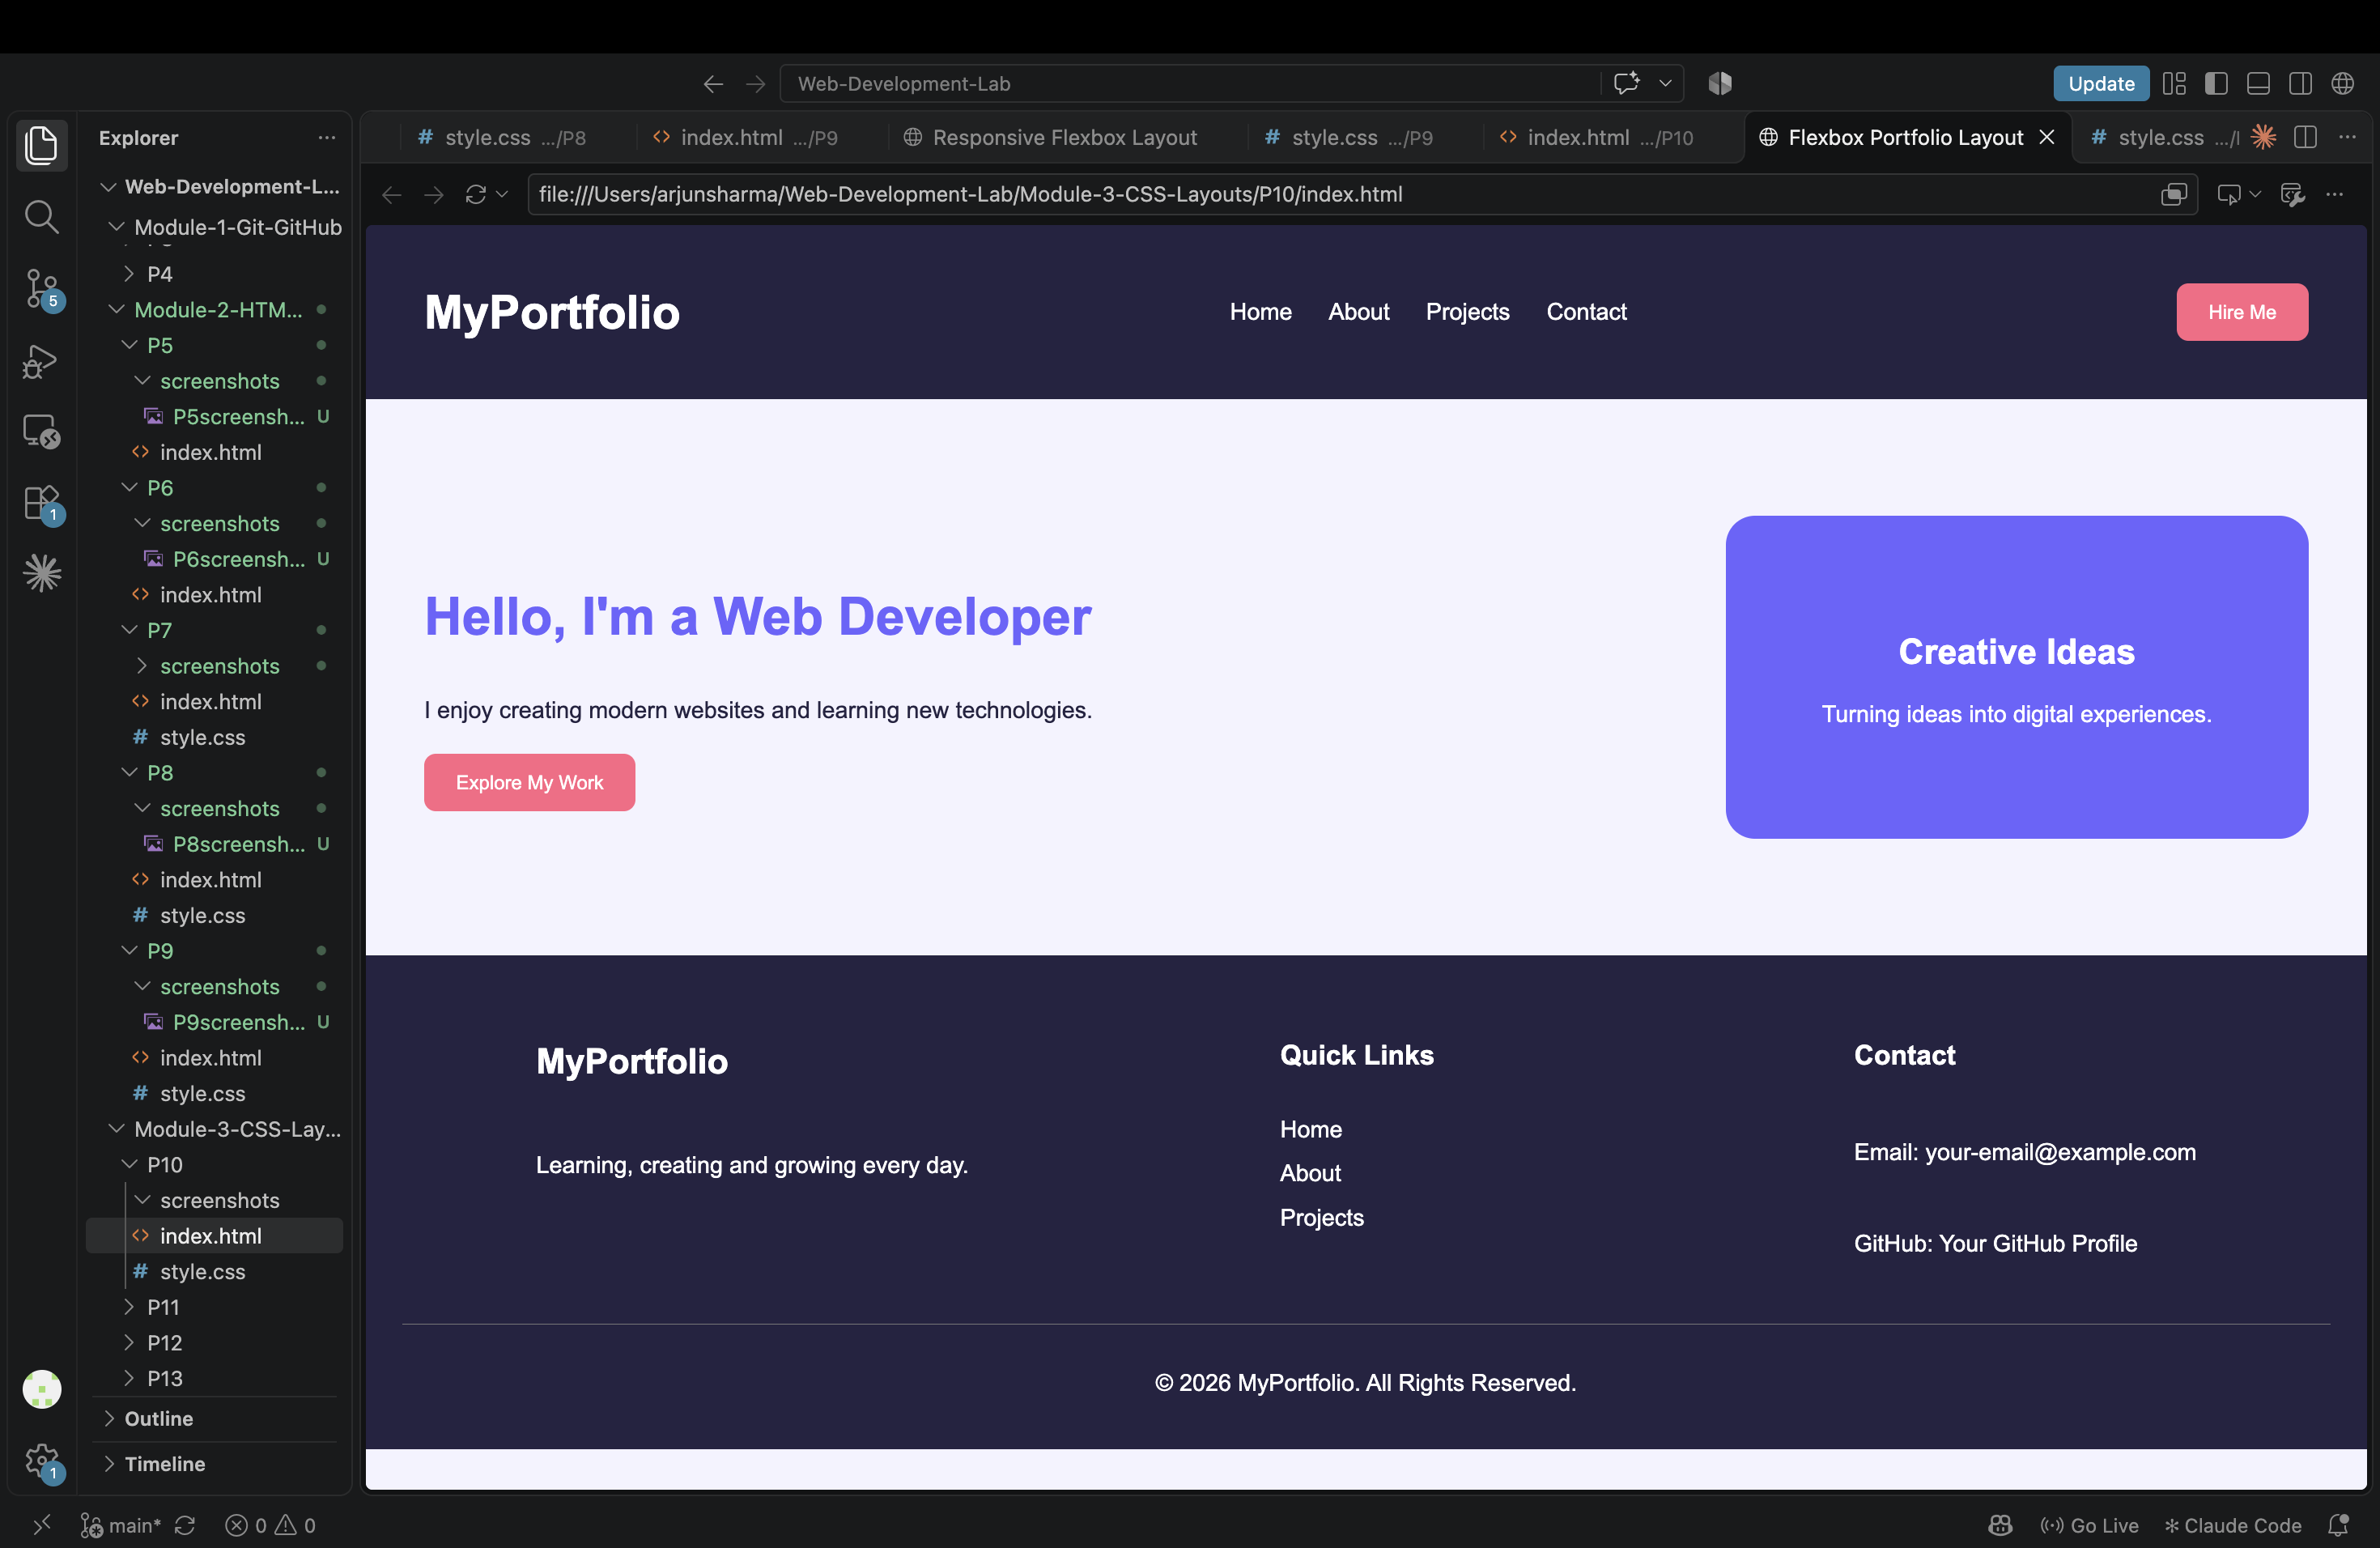 Web-Development-Lab
Update
Explorer
style.css .../P8
index.html .../P9
Responsive Flexbox Layout
style.css .../P9
index.html .../P10
Flexbox Portfolio Layout
style.css
file:///Users/arjunsharma/Web-Development-Lab/Module-3-CSS-Layouts/P10/index.html
Web-Development-L...
Module-1-Git-GitHub
P4
Module-2-HTM...
P5
screenshots
P5screensh... U
index.html
P6
screenshots
P6screensh... U
index.html
P7
screenshots
index.html
style.css
P8
screenshots
P8screensh... U
index.html
style.css
P9
screenshots
P9screensh... U
index.html
style.css
Module-3-CSS-Lay...
P10
screenshots
index.html
style.css
P11
P12
P13
Outline
Timeline
5
1
1
MyPortfolio
Home
About
Projects
Contact
Hire Me
Hello, I'm a Web Developer
I enjoy creating modern websites and learning new technologies.
Explore My Work
Creative Ideas
Turning ideas into digital experiences.
MyPortfolio
Learning, creating and growing every day.
Quick Links
Home
About
Projects
Contact
Email: your-email@example.com
GitHub: Your GitHub Profile
© 2026 MyPortfolio. All Rights Reserved.
main*
0
0
Go Live
Claude Code